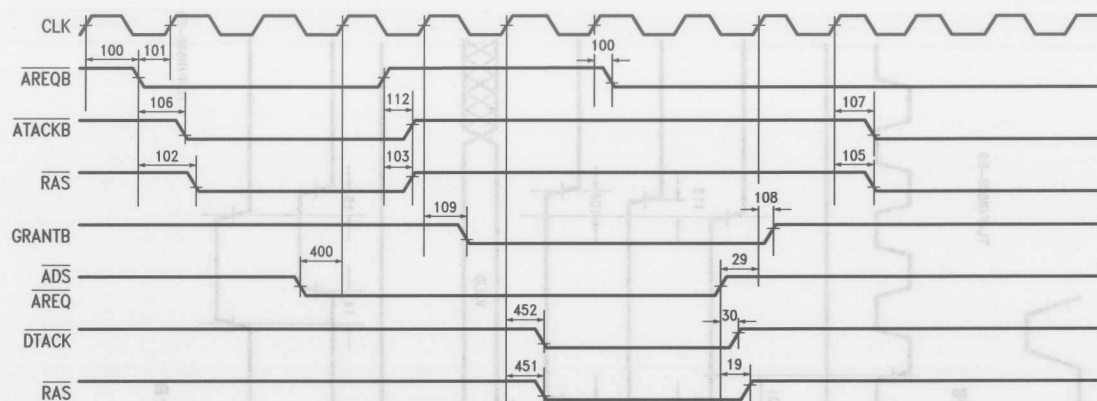 CLK
100 101
AREQB
100
106 112 107
ATACKB
102 103 105
RAS
109 108
GRANTB
400 29
ADS
AREQ
452 30
DTACK
451 19
RAS